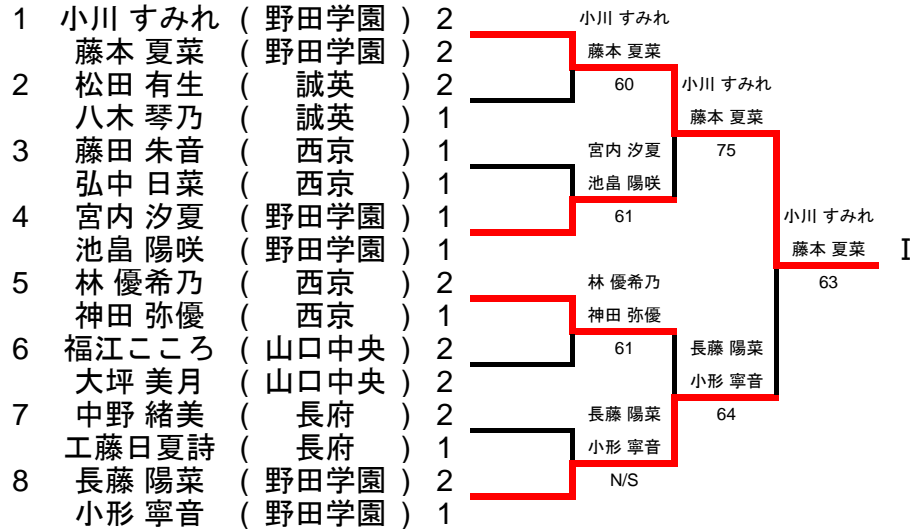 1 小川 すみれ ( 野田学園 ) 2
藤本 夏菜 ( 野田学園 ) 2
2 松田 有生 ( 誠英 ) 2
八木 琴乃 ( 誠英 ) 1
3 藤田 朱音 ( 西京 ) 1
弘中 日菜 ( 西京 ) 1
4 宮内 汐夏 ( 野田学園 ) 1
池畠 陽咲 ( 野田学園 ) 1
5 林 優希乃 ( 西京 ) 2
神田 弥優 ( 西京 ) 1
6 福江こころ ( 山口中央 ) 2
大坪 美月 ( 山口中央 ) 2
7 中野 緒美 ( 長府 ) 2
工藤日夏詩 ( 長府 ) 1
8 長藤 陽菜 ( 野田学園 ) 2
小形 寧音 ( 野田学園 ) 1
小川 すみれ
藤本 夏菜
60
宮内 汐夏
池畠 陽咲
61
林 優希乃
神田 弥優
61
長藤 陽菜
小形 寧音
N/S
小川 すみれ
藤本 夏菜
75
長藤 陽菜
小形 寧音
64
小川 すみれ
藤本 夏菜
63
I